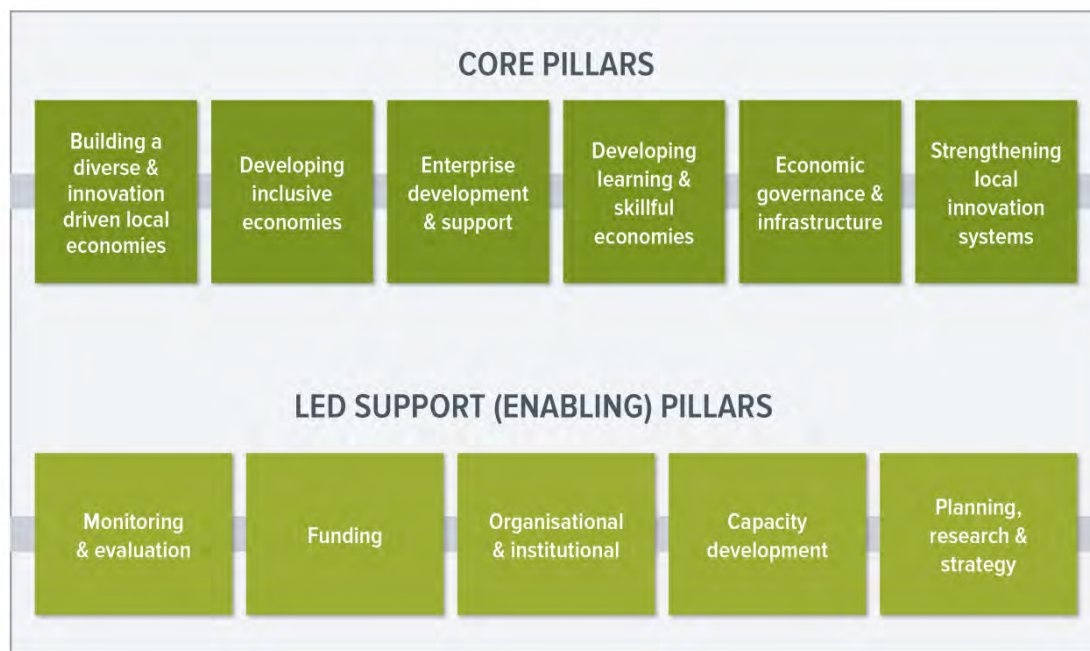 CORE PILLARS
Building a
diverse &
innovation
driven local
economies
Developing
inclusive
economies
Enterprise
development
& support
Developing
learning &
skillful
economies
Economic
governance &
infrastructure
Strengthening
local
innovation
systems
LED SUPPORT (ENABLING) PILLARS
Monitoring
& evaluation
Funding
Organisational
& institutional
Capacity
development
Planning,
research &
strategy